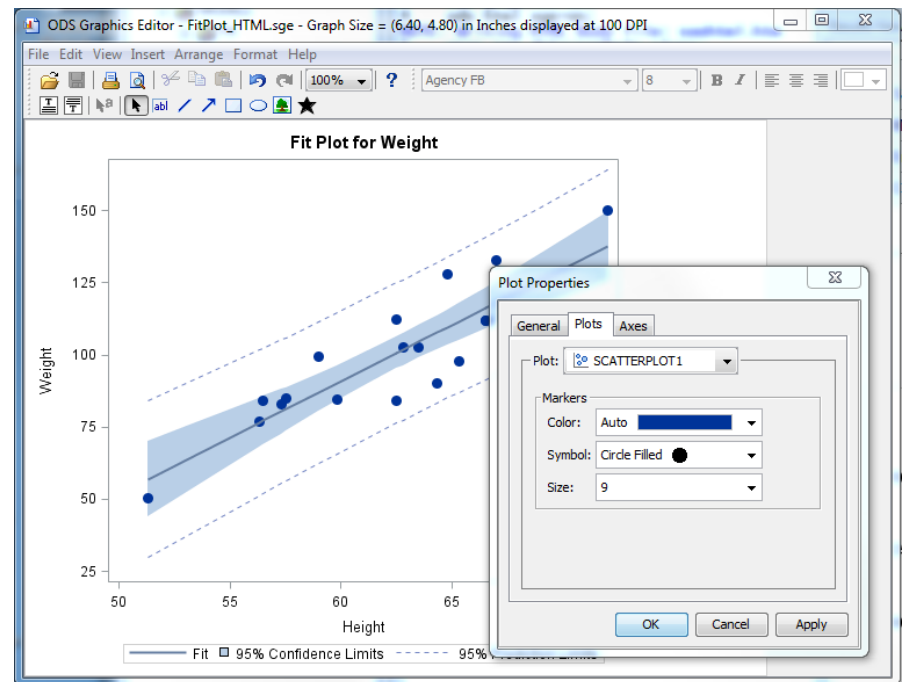 ODS Graphics Editor - FitPlot_HTML.sge - Graph Size = (6.40, 4.80) in Inches displayed at 100 DPI
File Edit View Insert Arrange Format Help
100% ? Agency FB 8 B I
abl
Fit Plot for Weight
150
125
100
75
50
25
Weight
50 55 60 65
Height
Fit 95% Confidence Limits 95%
Plot Properties
General Plots Axes
Plot: SCATTERPLOT1
Markers
Color: Auto
Symbol: Circle Filled
Size: 9
OK Cancel Apply